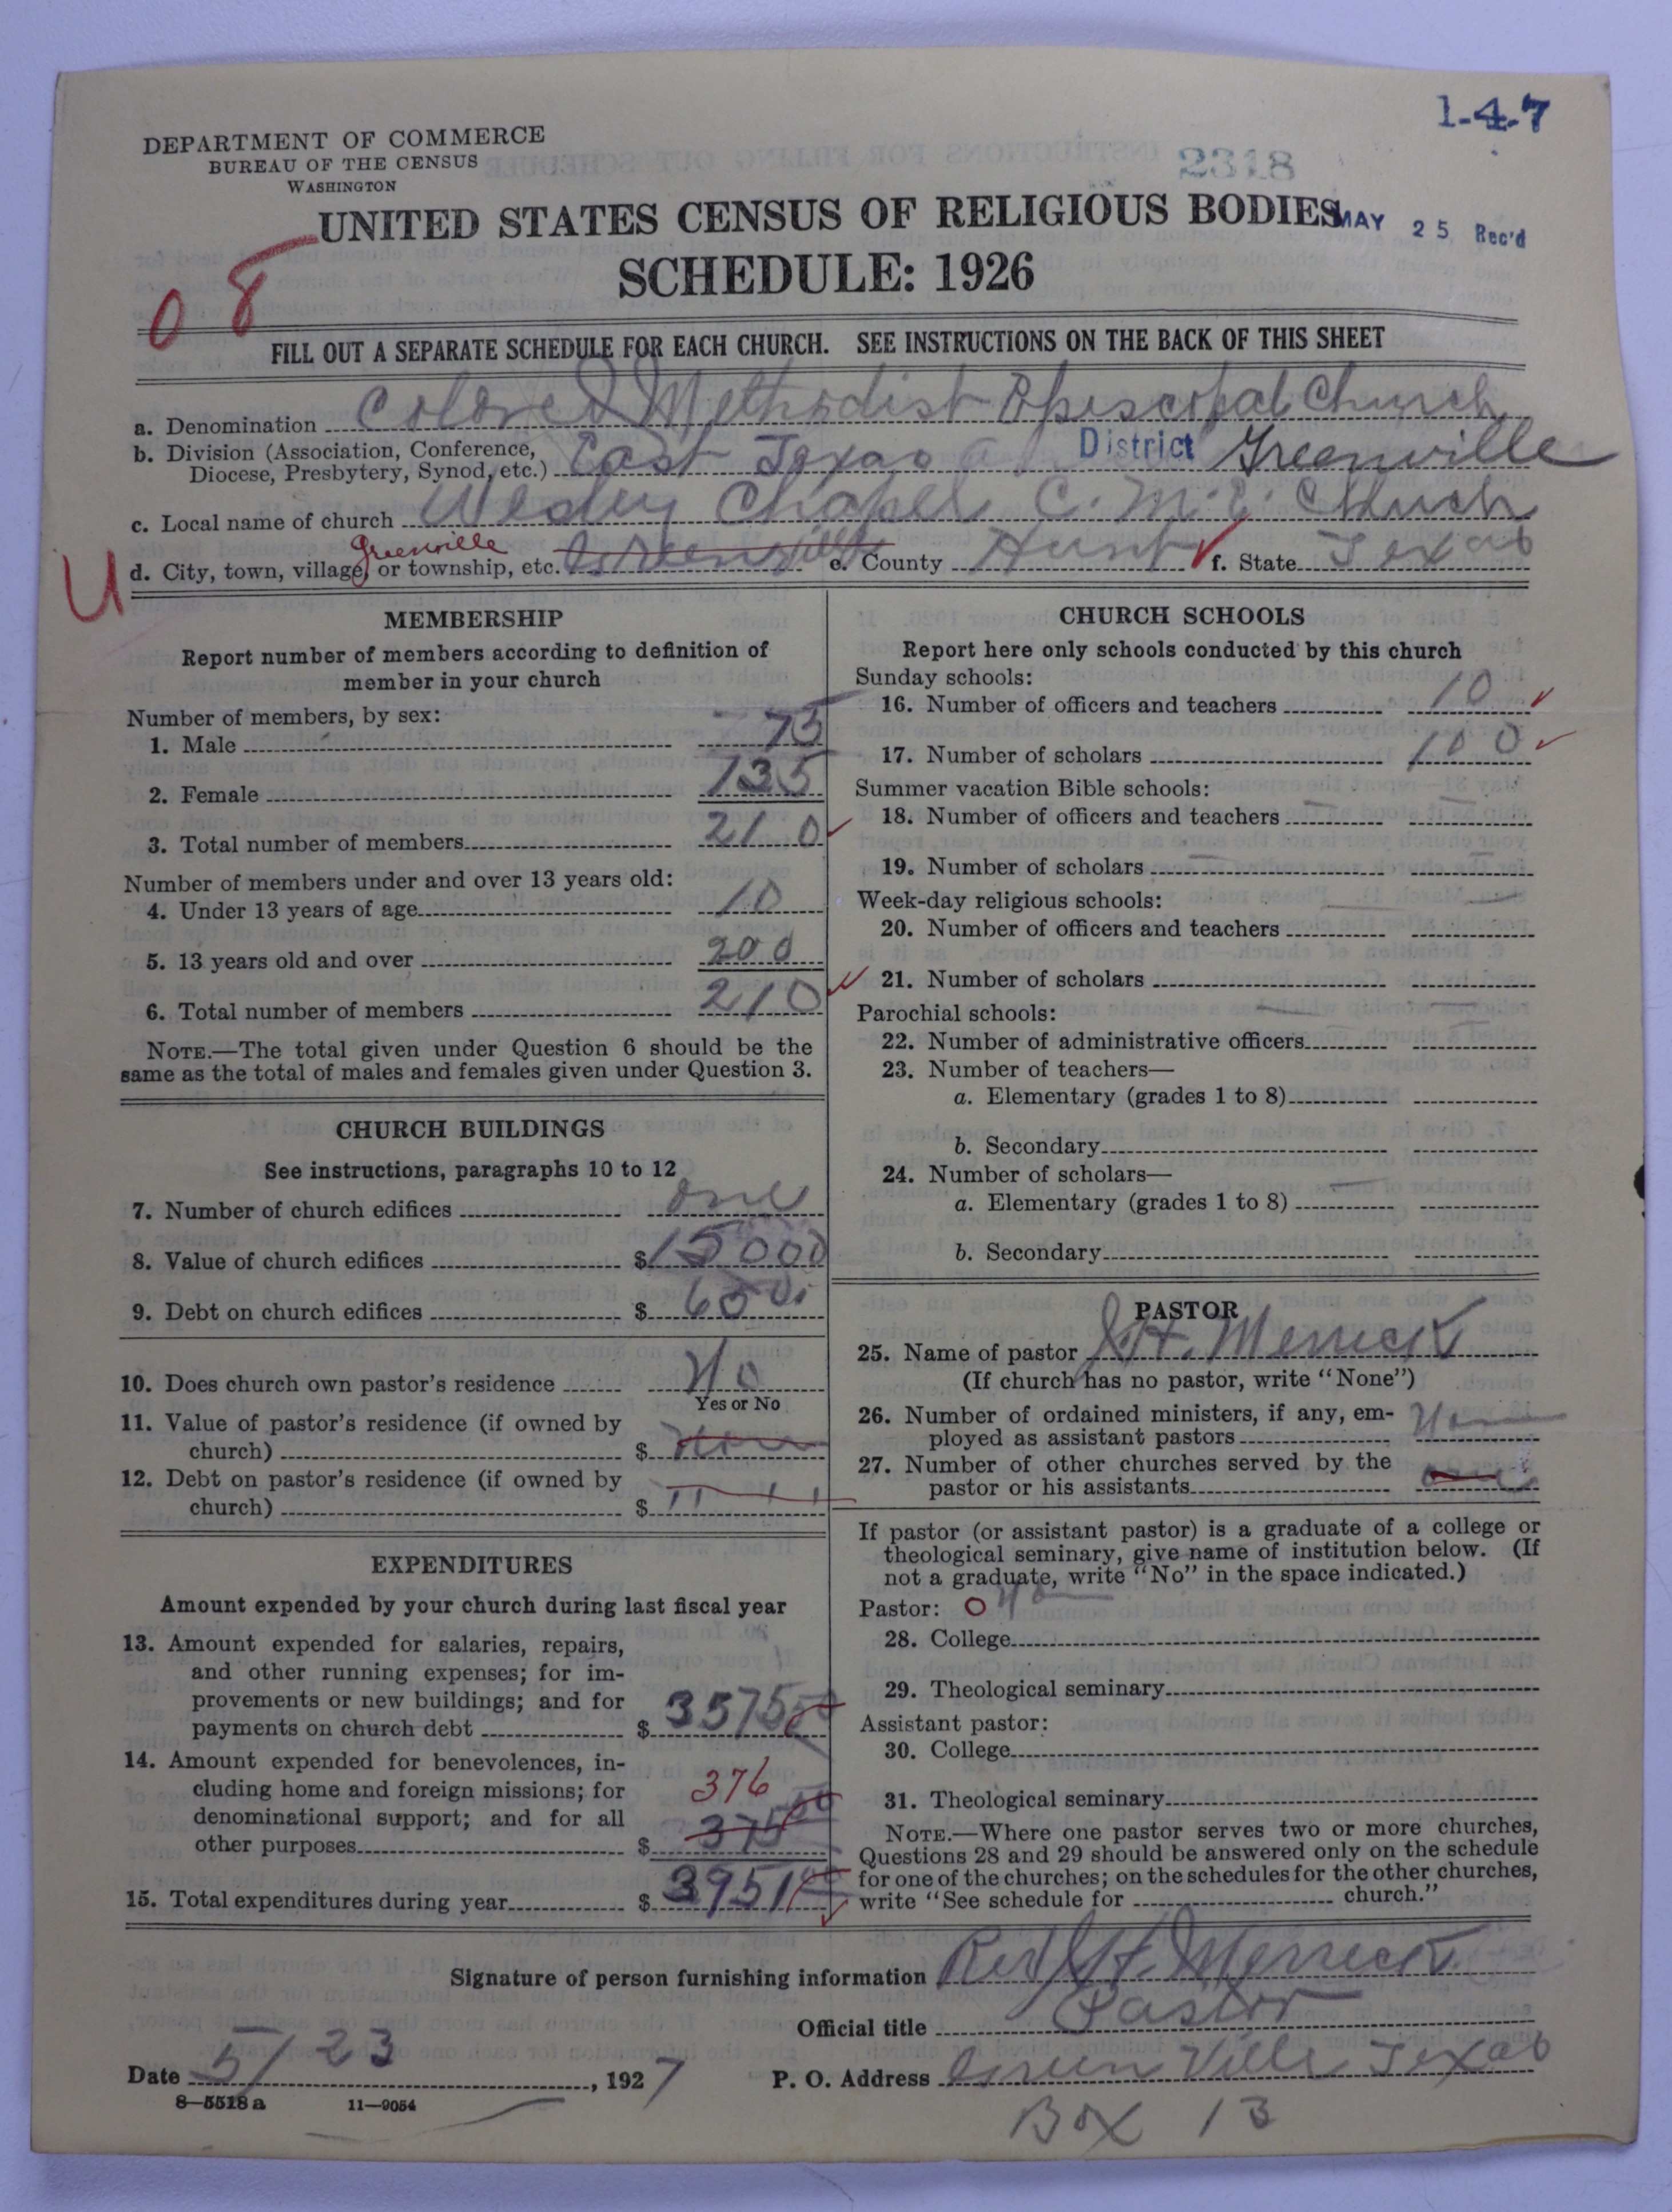 1-4-7
DEPARTMENT OF COMMERCE
BUREAU OF THE CENSUS
WASHINGTON
2318
UNITED STATES CENSUS OF RELIGIOUS BODIES
MAY 25 Rec'd
SCHEDULE: 1926
08
FILL OUT A SEPARATE SCHEDULE FOR EACH CHURCH. SEE INSTRUCTIONS ON THE BACK OF THIS SHEET
a. Denomination Colored Methodist Episcopal Church
b. Division (Association, Conference,
Diocese, Presbytery, Synod, etc.) East Texas District Greenville
c. Local name of church Wesley Chapel C. M. E. Chuch
U
Greenville
d. City, town, village, or township, etc. Greenville e. County Hunt f. State Texas
MEMBERSHIP
Report number of members according to definition of
member in your church
Number of members, by sex:
1. Male 75
2. Female 135
3. Total number of members 210
Number of members under and over 13 years old:
4. Under 13 years of age 10
5. 13 years old and over 200
6. Total number of members 210
NOTE.—The total given under Question 6 should be the
same as the total of males and females given under Question 3.
CHURCH BUILDINGS
See instructions, paragraphs 10 to 12
7. Number of church edifices one
8. Value of church edifices $15000
9. Debt on church edifices $
10. Does church own pastor's residence No
Yes or No
11. Value of pastor's residence (if owned by
church) $ None
12. Debt on pastor's residence (if owned by
church) $ " "
EXPENDITURES
Amount expended by your church during last fiscal year
13. Amount expended for salaries, repairs,
and other running expenses; for im-
provements or new buildings; and for
payments on church debt $ 3575 50
14. Amount expended for benevolences, in-
cluding home and foreign missions; for
denominational support; and for all
other purposes $ 375 50
376
15. Total expenditures during year $ 3951 00
CHURCH SCHOOLS
Report here only schools conducted by this church
Sunday schools:
16. Number of officers and teachers 10
17. Number of scholars 100
Summer vacation Bible schools:
18. Number of officers and teachers
19. Number of scholars
Week-day religious schools:
20. Number of officers and teachers
21. Number of scholars
Parochial schools:
22. Number of administrative officers
23. Number of teachers—
a. Elementary (grades 1 to 8)
b. Secondary
24. Number of scholars—
a. Elementary (grades 1 to 8)
b. Secondary
PASTOR
25. Name of pastor J. H. Merrick
(If church has no pastor, write "None")
26. Number of ordained ministers, if any, em-
ployed as assistant pastors
27. Number of other churches served by the
pastor or his assistants
If pastor (or assistant pastor) is a graduate of a college or
theological seminary, give name of institution below. (If
not a graduate, write "No" in the space indicated.)
Pastor: O No
28. College
29. Theological seminary
Assistant pastor:
30. College
31. Theological seminary
NOTE.—Where one pastor serves two or more churches,
Questions 28 and 29 should be answered only on the schedule
for one of the churches; on the schedules for the other churches,
write "See schedule for church."
Signature of person furnishing information Rev J. H. Merrick
Official title Pastor
Date 5/23, 1927
P. O. Address Green Ville Texas
Box 13
8—5518 a 11—9054